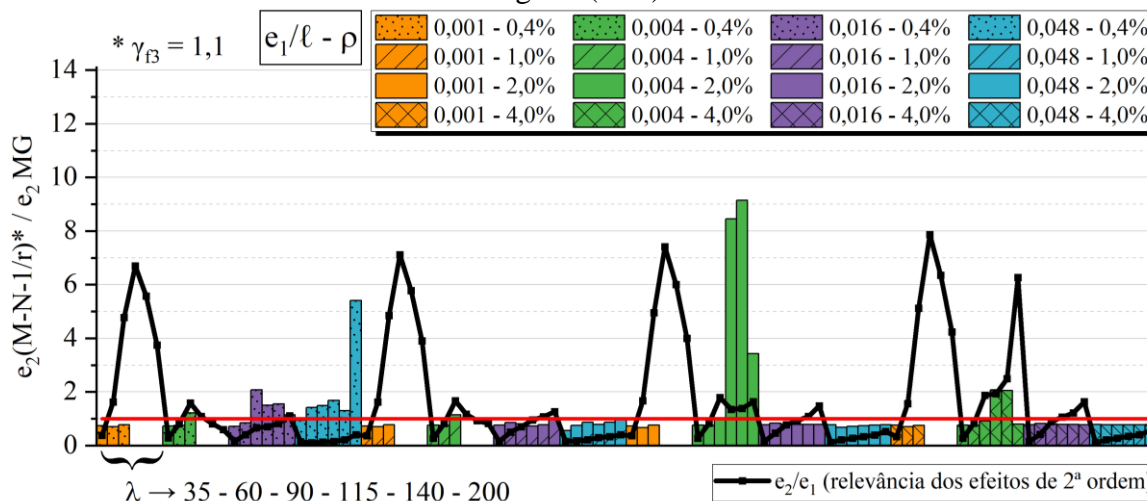 * γf3 = 1,1
e1/ℓ - ρ
0,001 - 0,4% 0,004 - 0,4% 0,016 - 0,4% 0,048 - 0,4%
0,001 - 1,0% 0,004 - 1,0% 0,016 - 1,0% 0,048 - 1,0%
0,001 - 2,0% 0,004 - 2,0% 0,016 - 2,0% 0,048 - 2,0%
0,001 - 4,0% 0,004 - 4,0% 0,016 - 4,0% 0,048 - 4,0%
e2(M-N-1/r)* / e2 MG
14
12
10
8
6
4
2
0
λ → 35 - 60 - 90 - 115 - 140 - 200
e2/e1 (relevância dos efeitos de 2ª ordem)